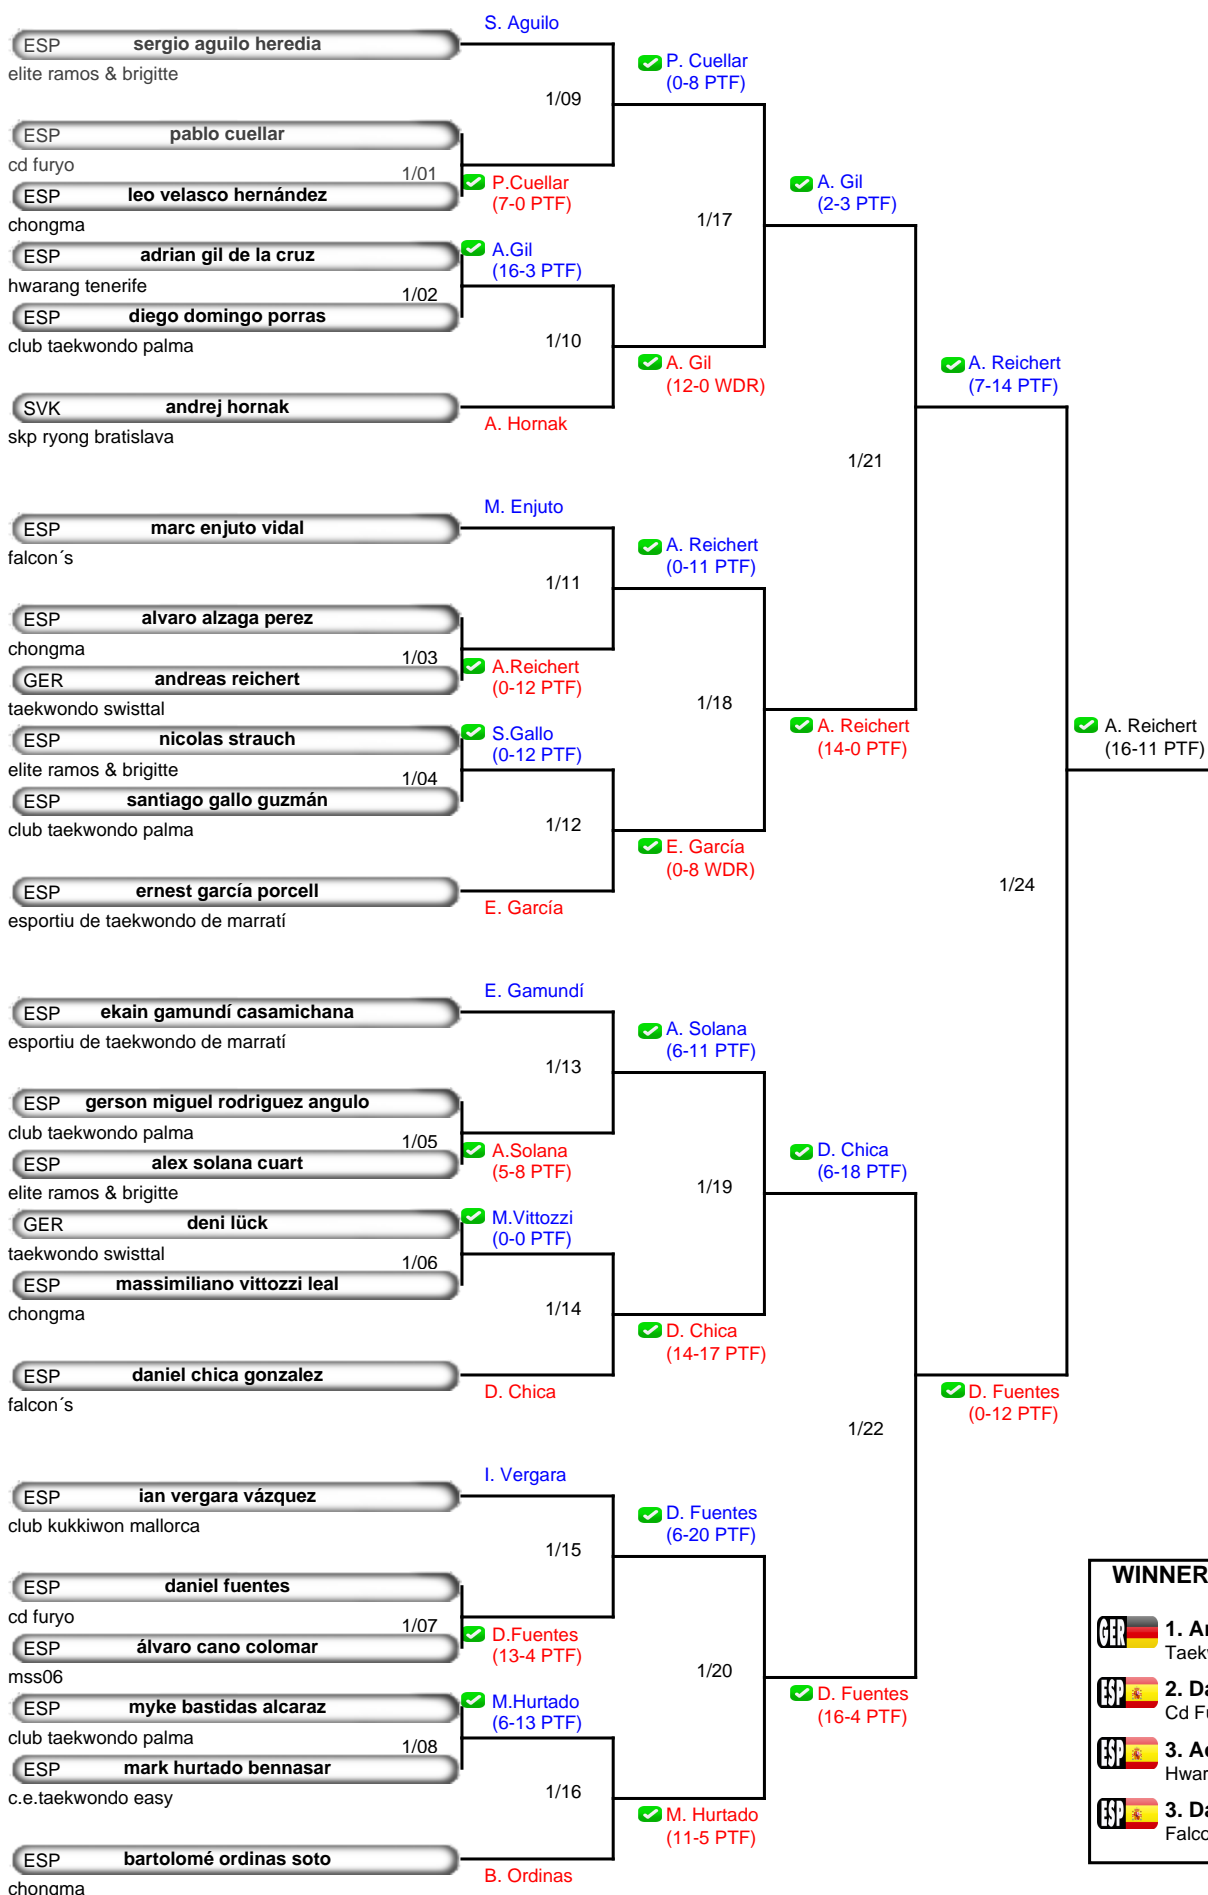 S. Aguilo
ESP sergio aguilo heredia
elite ramos & brigitte
P. Cuellar
(0-8 PTF)
1/09
ESP pablo cuellar
cd furyo
1/01
P.Cuellar
(7-0 PTF)
ESP leo velasco hernández
chongma
A. Gil
(2-3 PTF)
1/17
ESP adrian gil de la cruz
hwarang tenerife
A.Gil
(16-3 PTF)
1/02
ESP diego domingo porras
club taekwondo palma
1/10
A. Gil
(12-0 WDR)
A. Reichert
(7-14 PTF)
SVK andrej hornak
skp ryong bratislava
A. Hornak
1/21
M. Enjuto
ESP marc enjuto vidal
falcon´s
A. Reichert
(0-11 PTF)
1/11
ESP alvaro alzaga perez
chongma
1/03
A.Reichert
(0-12 PTF)
GER andreas reichert
taekwondo swisttal
1/18
A. Reichert
(14-0 PTF)
A. Reichert
(16-11 PTF)
ESP nicolas strauch
elite ramos & brigitte
S.Gallo
(0-12 PTF)
1/04
ESP santiago gallo guzmán
club taekwondo palma
1/12
E. García
(0-8 WDR)
ESP ernest garcía porcell
esportiu de taekwondo de marratí
E. García
1/24
E. Gamundí
ESP ekain gamundí casamichana
esportiu de taekwondo de marratí
A. Solana
(6-11 PTF)
1/13
ESP gerson miguel rodriguez angulo
club taekwondo palma
1/05
A.Solana
(5-8 PTF)
ESP alex solana cuart
elite ramos & brigitte
D. Chica
(6-18 PTF)
1/19
GER deni lück
taekwondo swisttal
M.Vittozzi
(0-0 PTF)
1/06
ESP massimiliano vittozzi leal
chongma
1/14
D. Chica
(14-17 PTF)
ESP daniel chica gonzalez
falcon´s
D. Chica
D. Fuentes
(0-12 PTF)
1/22
I. Vergara
ESP ian vergara vázquez
club kukkiwon mallorca
D. Fuentes
(6-20 PTF)
1/15
ESP daniel fuentes
cd furyo
1/07
D.Fuentes
(13-4 PTF)
ESP álvaro cano colomar
mss06
1/20
D. Fuentes
(16-4 PTF)
ESP myke bastidas alcaraz
club taekwondo palma
M.Hurtado
(6-13 PTF)
1/08
ESP mark hurtado bennasar
c.e.taekwondo easy
1/16
M. Hurtado
(11-5 PTF)
ESP bartolomé ordinas soto
chongma
B. Ordinas
WINNER
GER 1. A
Taek
ESP 2. Da
Cd F
ESP 3. A
Hwar
ESP 3. Da
Falco